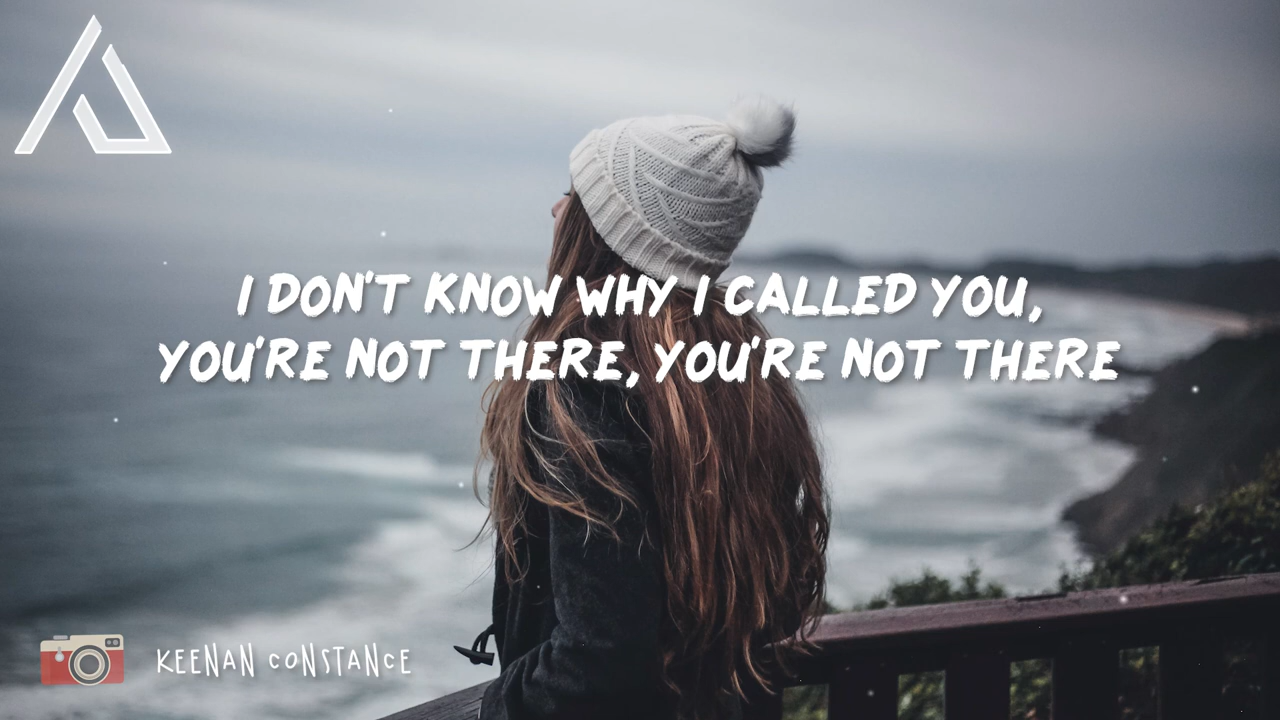 I DON'T KNOW WHY I CALLED YOU,
YOU'RE NOT THERE, YOU'RE NOT THERE
KEENAN CONSTANCE